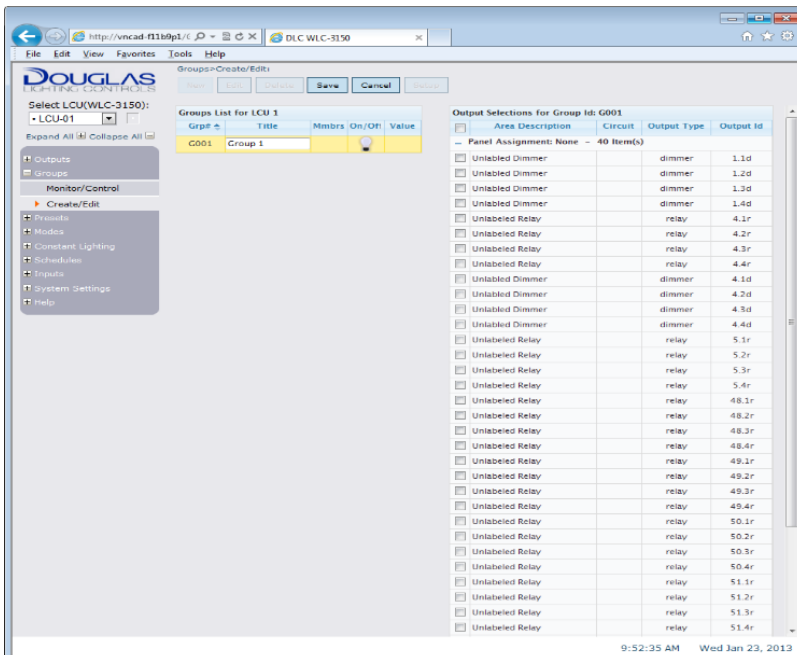 http://vncad-f11b9p1/
DLC WLC-3150
File Edit View Favorites Tools Help
DOUGLAS
LIGHTING CONTROLS
Groups>Create/Edit:
New Edit Delete Save Cancel
Select LCU(WLC-3150):
• LCU-01
Expand All Collapse All
Outputs
Groups
Monitor/Control
Create/Edit
Presets
Modes
Constant Lighting
Schedules
Inputs
System Settings
Help
Groups List for LCU 1
Grp# Title Mmbrs On/Off Value
G001 Group 1
Output Selections for Group Id: G001
Area Description Circuit Output Type Output Id
Panel Assignment: None - 40 Item(s)
Unlabled Dimmer dimmer 1.1d
Unlabled Dimmer dimmer 1.2d
Unlabled Dimmer dimmer 1.3d
Unlabled Dimmer dimmer 1.4d
Unlabeled Relay relay 4.1r
Unlabeled Relay relay 4.2r
Unlabeled Relay relay 4.3r
Unlabeled Relay relay 4.4r
Unlabled Dimmer dimmer 4.1d
Unlabled Dimmer dimmer 4.2d
Unlabled Dimmer dimmer 4.3d
Unlabled Dimmer dimmer 4.4d
Unlabeled Relay relay 5.1r
Unlabeled Relay relay 5.2r
Unlabeled Relay relay 5.3r
Unlabeled Relay relay 5.4r
Unlabeled Relay relay 48.1r
Unlabeled Relay relay 48.2r
Unlabeled Relay relay 48.3r
Unlabeled Relay relay 48.4r
Unlabeled Relay relay 49.1r
Unlabeled Relay relay 49.2r
Unlabeled Relay relay 49.3r
Unlabeled Relay relay 49.4r
Unlabeled Relay relay 50.1r
Unlabeled Relay relay 50.2r
Unlabeled Relay relay 50.3r
Unlabeled Relay relay 50.4r
Unlabeled Relay relay 51.1r
Unlabeled Relay relay 51.2r
Unlabeled Relay relay 51.3r
Unlabeled Relay relay 51.4r
9:52:35 AM Wed Jan 23, 2013